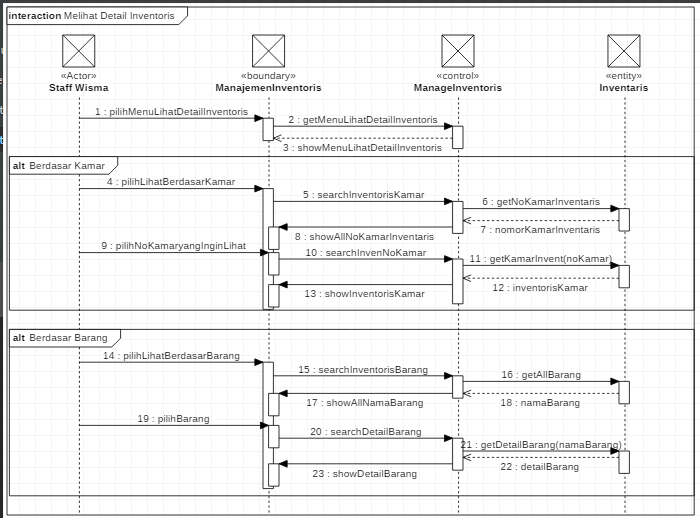 interaction Melihat Detail Inventoris
«Actor»
Staff Wisma
«boundary»
ManajemenInventoris
«control»
ManageInventoris
«entity»
Inventaris
1 : pilihMenuLihatDetailInventoris
2 : getMenuLihatDetailInventoris
3 : showMenuLihatDetailInventoris
alt Berdasar Kamar
4 : pilihLihatBerdasarKamar
5 : searchInventorisKamar
6 : getNoKamarInventaris
7 : nomorKamarInventaris
8 : showAllNoKamarInventaris
9 : pilihNoKamaryangInginLihat
10 : searchInvenNoKamar
11 : getKamarInvent(noKamar)
12 : inventorisKamar
13 : showInventorisKamar
alt Berdasar Barang
14 : pilihLihatBerdasarBarang
15 : searchInventorisBarang
16 : getAllBarang
17 : showAllNamaBarang
18 : namaBarang
19 : pilihBarang
20 : searchDetailBarang
21 : getDetailBarang(namaBarang)
22 : detailBarang
23 : showDetailBarang